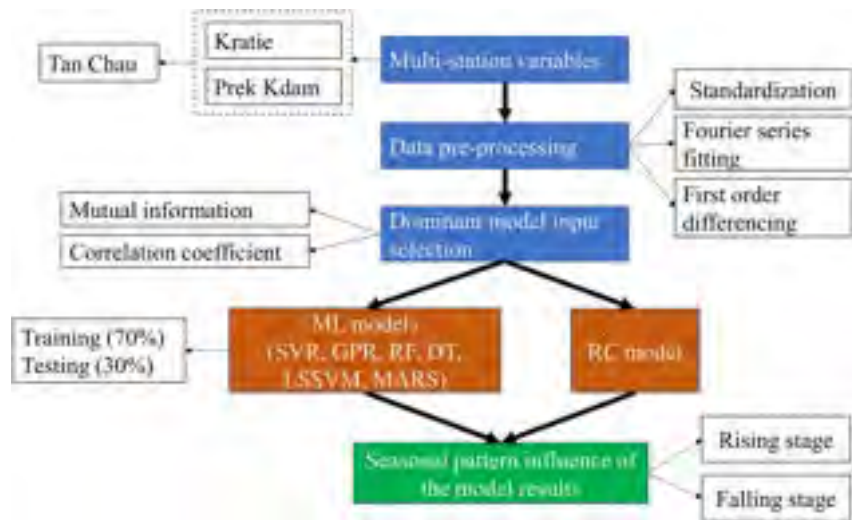 Kratie
Tan Chau
Prek Kdam
Multi-station variables
Standardization
Data pre-processing
Fourier series
fitting
First order
differencing
Mutual information
Correlation coefficient
Dominant model input
selection
Training (70%)
Testing (30%)
ML models
(SVR, GPR, RF, DT,
LSSVM, MARS)
RC model
Seasonal pattern influence of
the model results
Rising stage
Falling stage